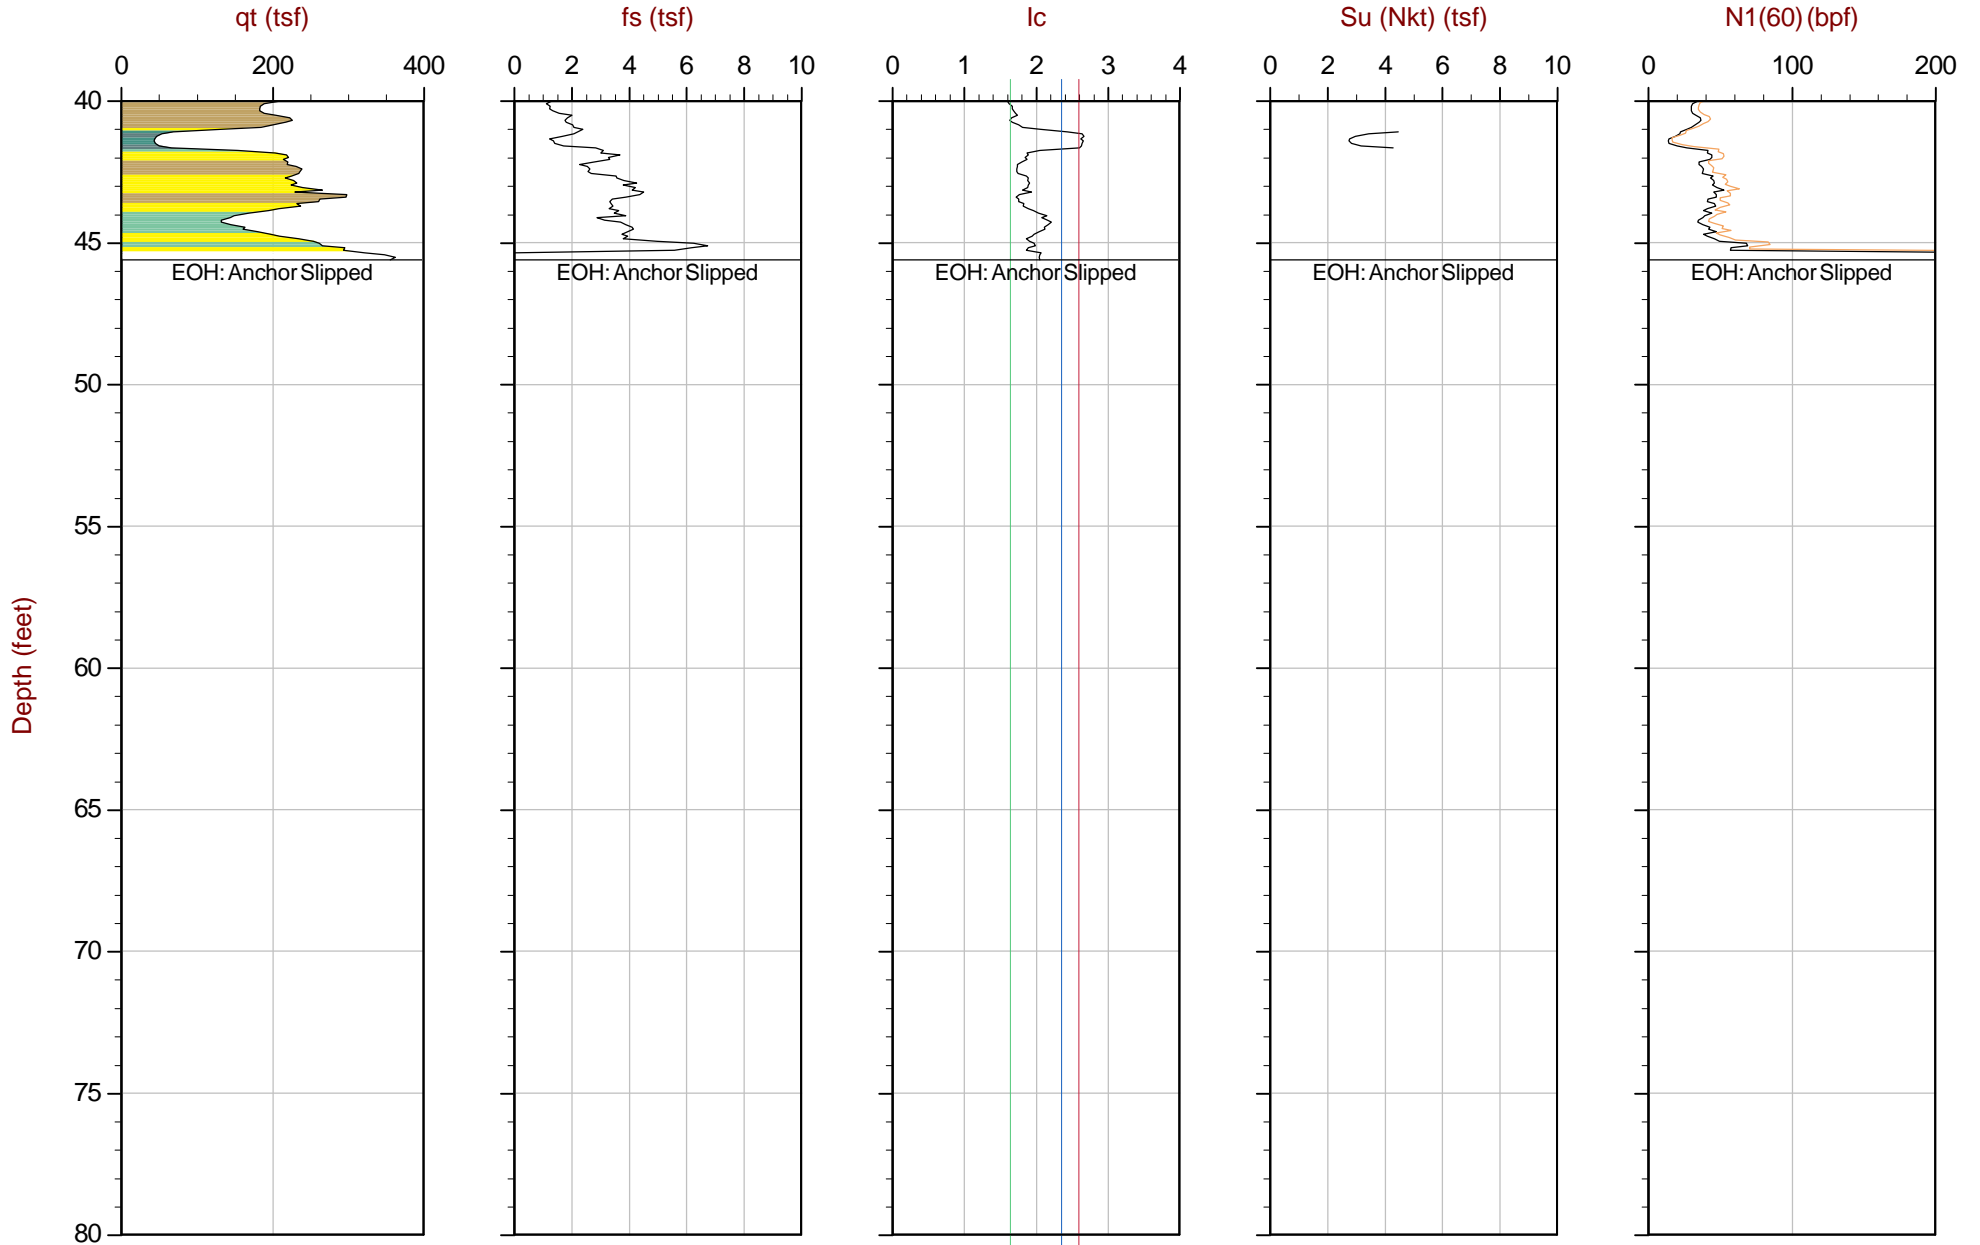 qt (tsf) fs (tsf) Ic Su (Nkt) (tsf) N1(60) (bpf)
0 200 400 0 2 4 6 8 10 0 1 2 3 4 0 2 4 6 8 10 0 100 200
40
45
EOH: Anchor Slipped EOH: Anchor Slipped EOH: Anchor Slipped EOH: Anchor Slipped EOH: Anchor Slipped
50
55
60
Depth (feet)
65
70
75
80